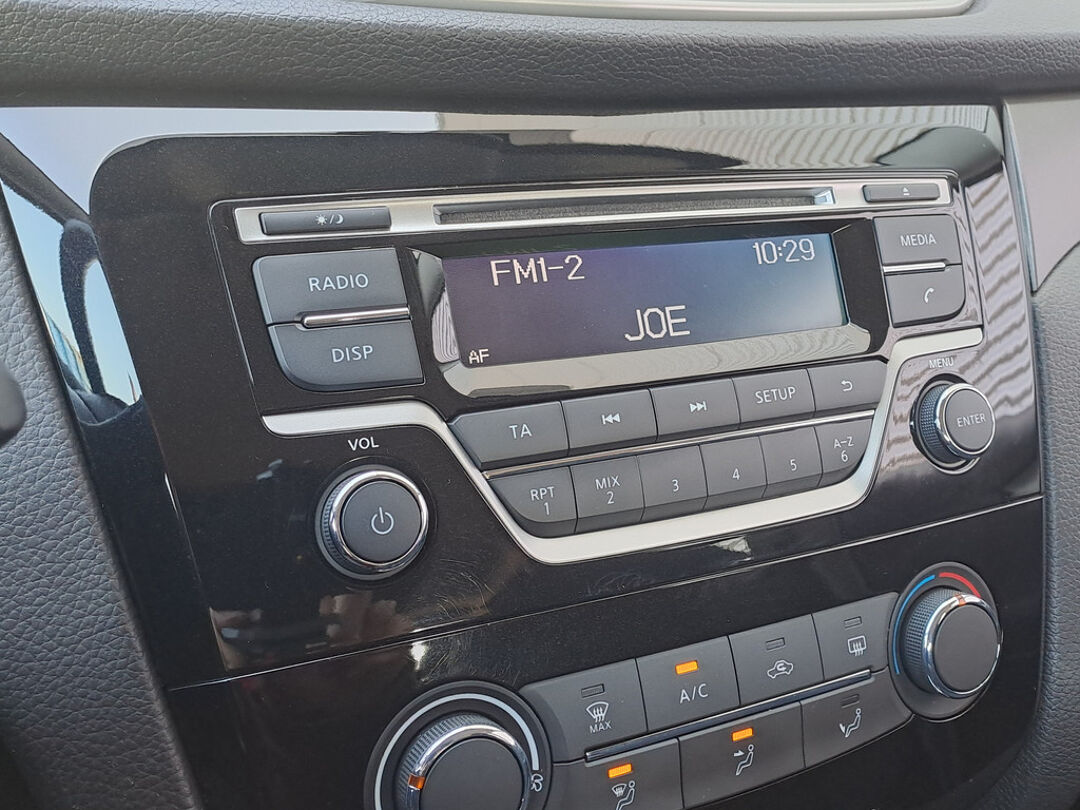 RADIO
DISP
FM1-2
10:29
JOE
AF
MEDIA
VOL
TA
SETUP
MENU
ENTER
RPT
1
MIX
2
3
4
5
A-Z
6
MAX
A/C